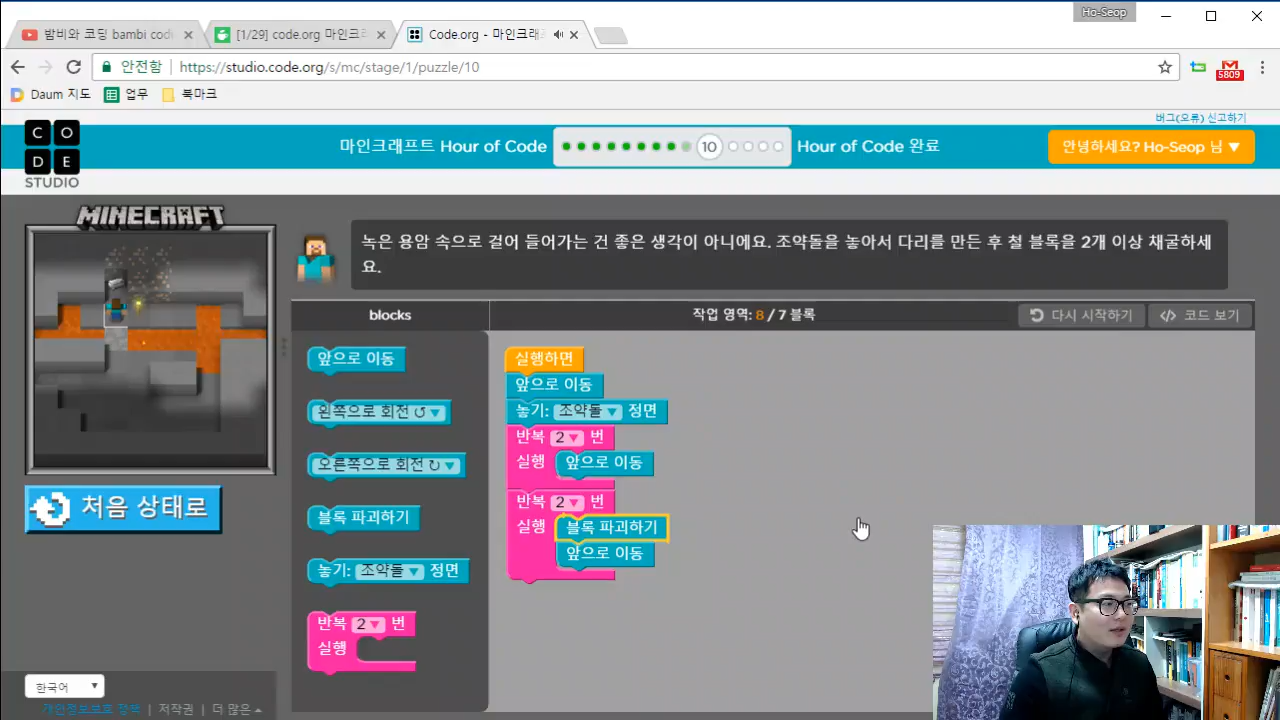 Ho-Seop
밤비와 코딩 bambi codi
[1/29] code.org 마인크
Code.org - 마인크래
안전함
https://studio.code.org/s/mc/stage/1/puzzle/10
5809
Daum 지도
업무
북마크
버그(오류) 신고하기
C O
D E
STUDIO
마인크래프트 Hour of Code
10
Hour of Code 완료
안녕하세요? Ho-Seop 님 ▼
MINECRAFT
녹은 용암 속으로 걸어 들어가는 건 좋은 생각이 아니에요. 조약돌을 놓아서 다리를 만든 후 철 블록을 2개 이상 채굴하세
요.
blocks
작업 영역: 8 / 7 블록
다시 시작하기
</> 코드 보기
앞으로 이동
왼쪽으로 회전 ↺ ▼
오른쪽으로 회전 ↻ ▼
블록 파괴하기
놓기: 조약돌 ▼ 정면
반복 2 ▼ 번
실행
실행하면
앞으로 이동
놓기: 조약돌 ▼ 정면
반복 2 ▼ 번
실행 앞으로 이동
반복 2 ▼ 번
실행 블록 파괴하기
앞으로 이동
처음 상태로
한국어
개인정보보호 정책 | 저작권 | 더 많은